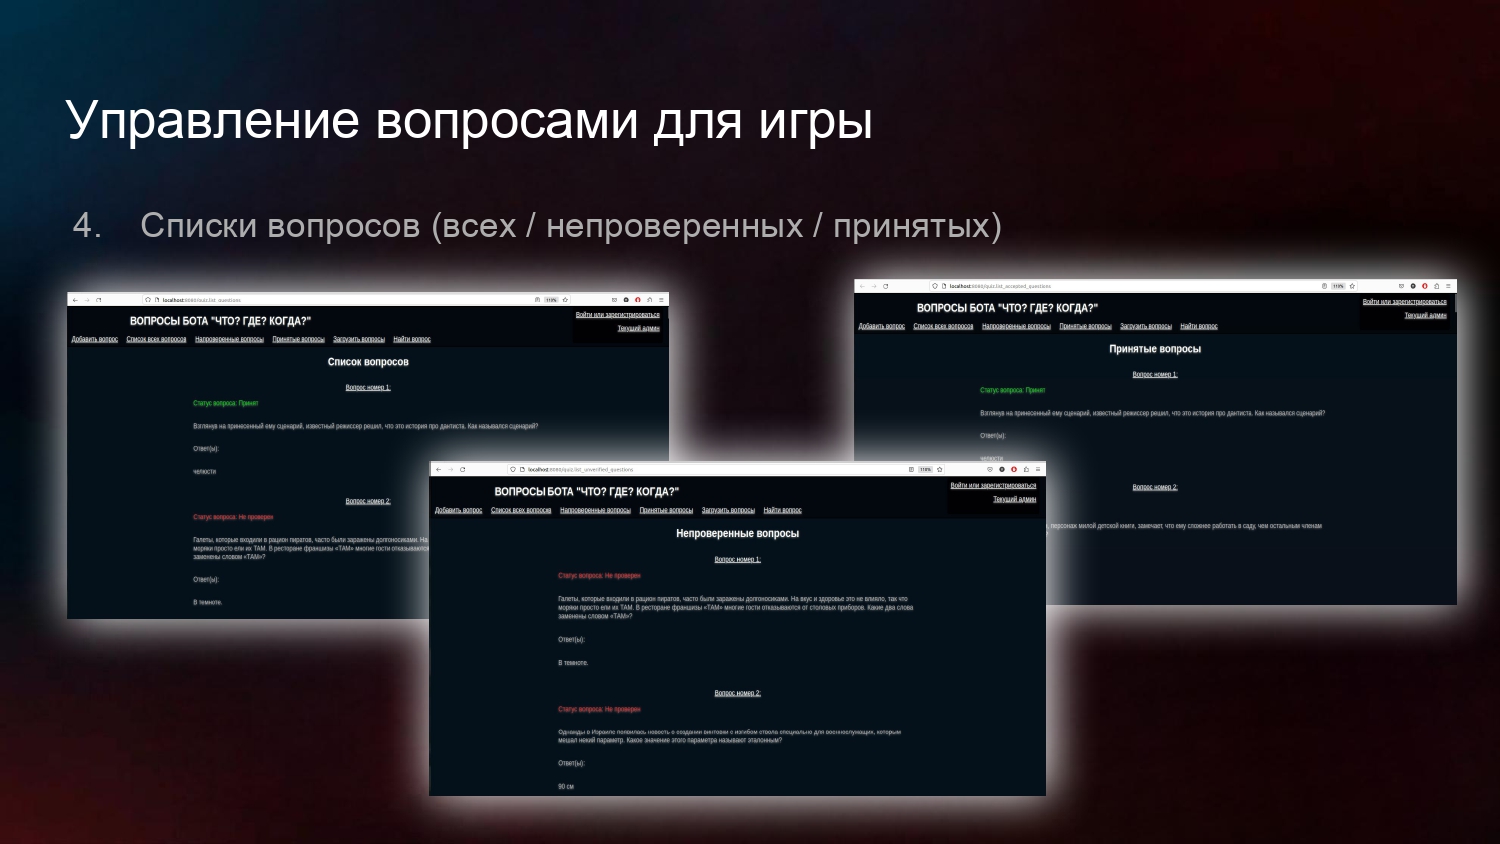 Управление вопросами для игры
4. Списки вопросов (всех / непроверенных / принятых)
localhost:8080/quiz.list_questions
110%
ВОПРОСЫ БОТА "ЧТО? ГДЕ? КОГДА?"
Войти или зарегистрироваться
Текущий админ
Добавить вопрос Список всех вопросов Непроверенные вопросы Принятые вопросы Загрузить вопросы Найти вопрос
Список вопросов
Вопрос номер 1:
Статус вопроса: Принят
Взглянув на принесенный ему сценарий, известный режиссер решил, что это история про дантиста. Как назывался сценарий?
Ответ(ы):
челюсти
Вопрос номер 2:
Статус вопроса: Не проверен
Галеты, которые входили в рацион пиратов, часто были заражены долгоносиками. На
моряки просто ели их ТАМ. В ресторане франшизы «ТАМ» многие гости отказываются
заменены словом «ТАМ»?
Ответ(ы):
В темноте.
localhost:8080/quiz.list_accepted_questions
110%
ВОПРОСЫ БОТА "ЧТО? ГДЕ? КОГДА?"
Войти или зарегистрироваться
Текущий админ
Добавить вопрос Список всех вопросов Непроверенные вопросы Принятые вопросы Загрузить вопросы Найти вопрос
Принятые вопросы
Вопрос номер 1:
Статус вопроса: Принят
Взглянув на принесенный ему сценарий, известный режиссер решил, что это история про дантиста. Как назывался сценарий?
Ответ(ы):
челюсти
Вопрос номер 2:
, персонаж милой детской книги, замечает, что ему сложнее работать в саду, чем остальным членам
localhost:8080/quiz.list_unverified_questions
110%
ВОПРОСЫ БОТА "ЧТО? ГДЕ? КОГДА?"
Войти или зарегистрироваться
Текущий админ
Добавить вопрос Список всех вопросов Непроверенные вопросы Принятые вопросы Загрузить вопросы Найти вопрос
Непроверенные вопросы
Вопрос номер 1:
Статус вопроса: Не проверен
Галеты, которые входили в рацион пиратов, часто были заражены долгоносиками. На вкус и здоровье это не влияло, так что
моряки просто ели их ТАМ. В ресторане франшизы «ТАМ» многие гости отказываются от столовых приборов. Какие два слова
заменены словом «ТАМ»?
Ответ(ы):
В темноте.
Вопрос номер 2:
Статус вопроса: Не проверен
Однажды в Израиле появилась новость о создании винтовки с изгибом ствола специально для военнослужащих, которым
мешал некий параметр. Какое значение этого параметра называют эталонным?
Ответ(ы):
90 см